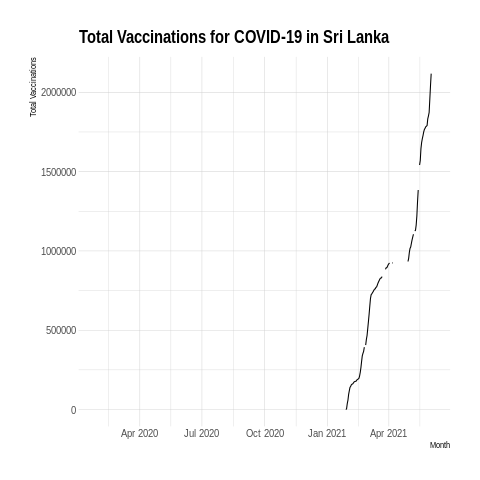 Total Vaccinations for COVID-19 in Sri Lanka
Total Vaccinations
2000000
1500000
1000000
500000
0
Apr 2020 Jul 2020 Oct 2020 Jan 2021 Apr 2021
Month